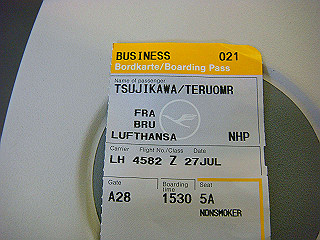 BUSINESS 021
Bordkarte/Boarding Pass
Name of passenger
TSUJIKAWA/TERUOMR
FRA
BRU
LUFTHANSA NHP
Carrier Flight No./Class Date
LH 4582 Z 27JUL
Gate Boarding time Seat
A28 1530 5A
NONSMOKER